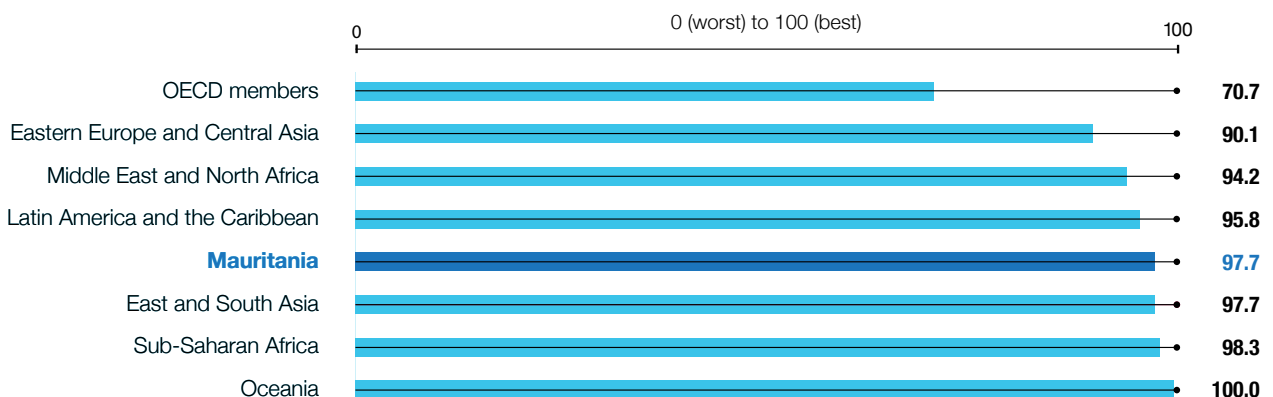 0 (worst) to 100 (best)
0 100
OECD members 70.7
Eastern Europe and Central Asia 90.1
Middle East and North Africa 94.2
Latin America and the Caribbean 95.8
Mauritania 97.7
East and South Asia 97.7
Sub-Saharan Africa 98.3
Oceania 100.0